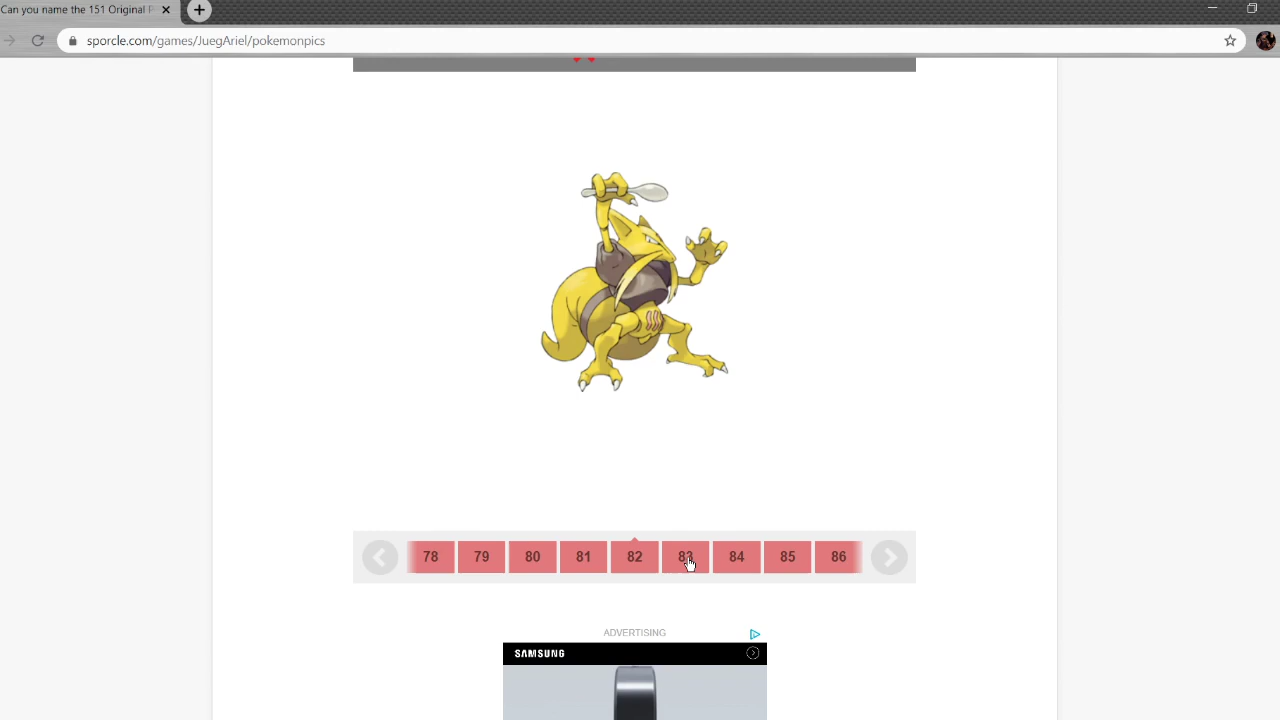 Can you name the 151 Original P
sporcle.com/games/JuegAriel/pokemonpics
78 79 80 81 82 83 84 85 86
ADVERTISING
SAMSUNG